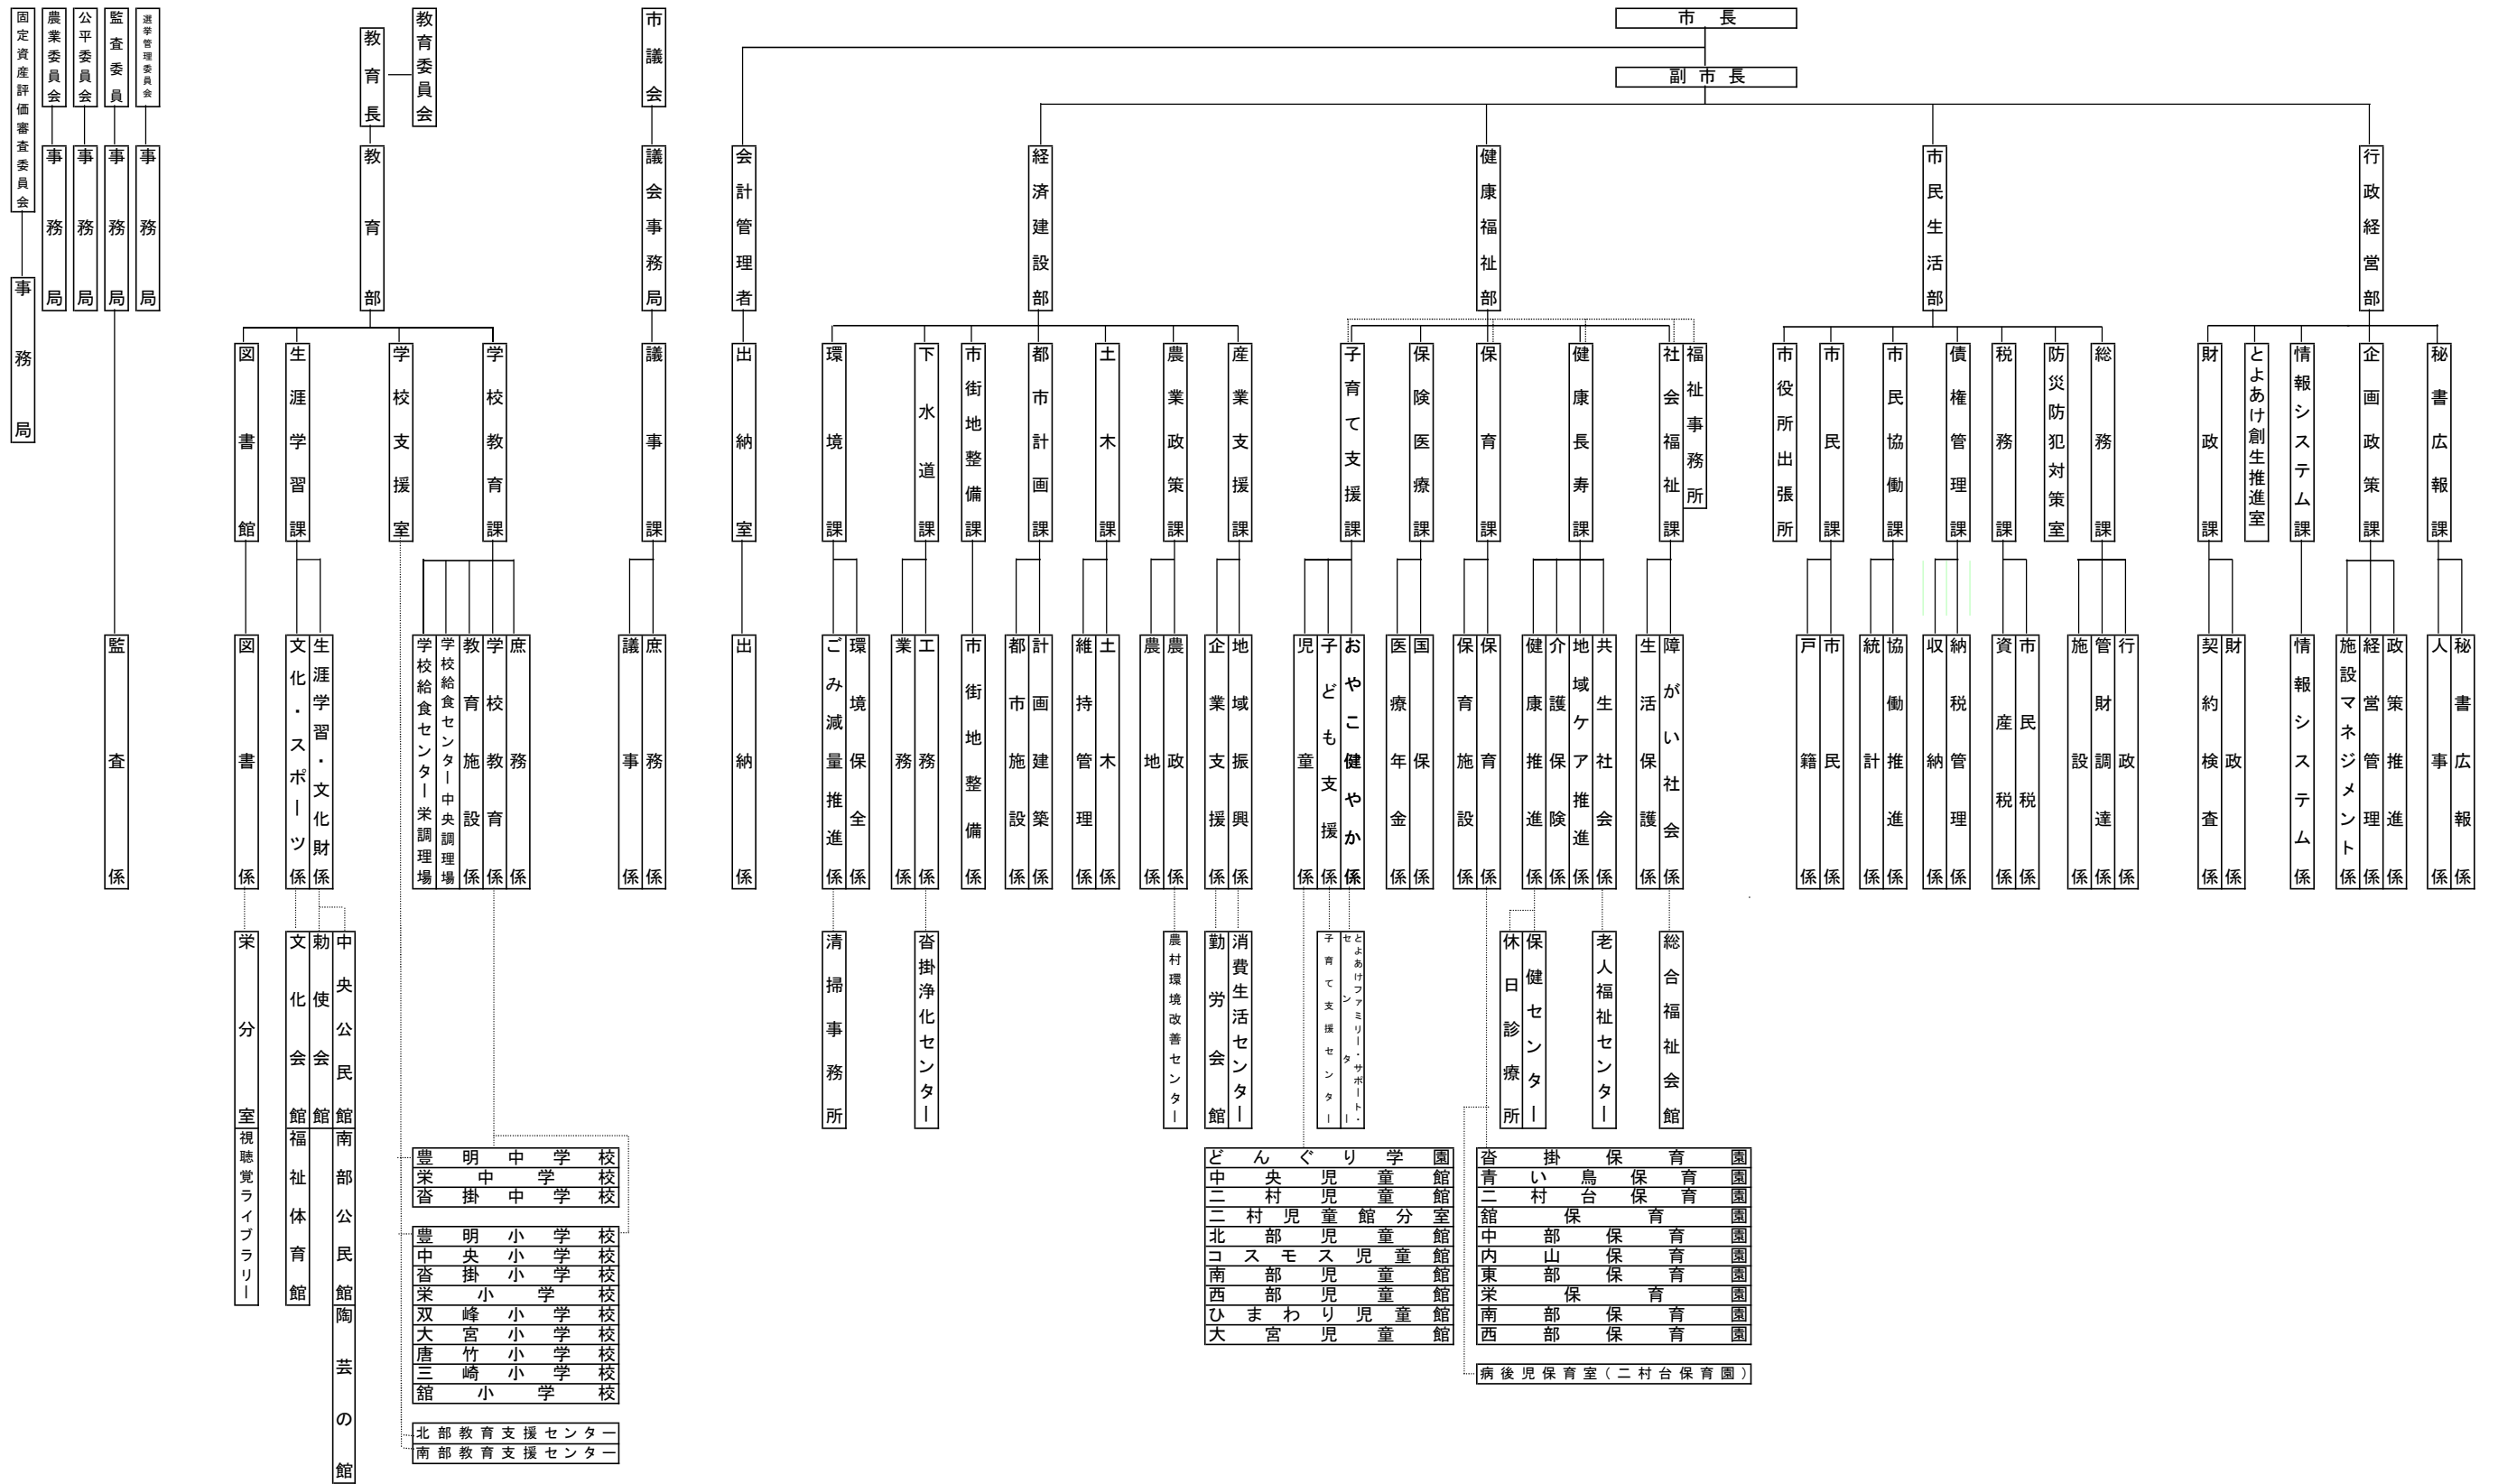 市長
副市長
行政経営部
市民生活部
健康福祉部
経済建設部
会計管理者
市議会
議会事務局
教育委員会
教育長
教育部
選挙管理委員会
事務局
監査委員
事務局
公平委員会
事務局
農業委員会
事務局
固定資産評価審査委員会
事務局
秘書広報課
企画政策課
情報システム課
とよあけ創生推進室
財政課
総務課
防災防犯対策室
税務課
債権管理課
市民協働課
市民課
市役所出張所
福祉事務所
社会福祉課
健康長寿課
保育課
保険医療課
子育て支援課
産業支援課
農業政策課
土木課
都市計画課
市街地整備課
下水道課
環境課
出納室
議事課
学校教育課
学校支援室
生涯学習課
図書館
秘書広報係
人事係
政策推進係
経営管理係
施設マネジメント係
情報システム係
財政係
契約検査係
行政係
管財調達係
施設係
市民税係
資産税係
納税管理係
収納係
協働推進係
統計係
市民係
戸籍係
障がい社会係
生活保護係
共生社会係
地域ケア推進係
介護保険係
健康推進係
保育係
保育施設係
国保係
医療年金係
おやこ健やか係
子ども支援係
児童係
地域振興係
企業支援係
農政係
農地係
土木係
維持管理係
計画建築係
都市施設係
市街地整備係
工務係
業務係
環境保全係
ごみ減量推進係
出納係
庶務係
議事係
庶務係
学校教育係
教育施設係
学校給食センター中央調理場
学校給食センター栄調理場
生涯学習・文化財係
文化・スポーツ係
図書係
監査係
総合福祉会館
老人福祉センター
保健センター
休日診療所
とよあけファミリー・サポート・センター
子育て支援センター
消費生活センター
勤労会館
農村環境改善センター
沓掛浄化センター
清掃事務所
中央公民館
勅使会館
文化会館
栄分室
南部公民館
福祉体育館
視聴覚ライブラリー
陶芸の館
沓掛保育園
青い鳥保育園
二村台保育園
舘保育園
中部保育園
内山保育園
東部保育園
栄保育園
南部保育園
西部保育園
病後児保育室(二村台保育園)
どんぐり学園
中央児童館
二村児童館
二村児童館分室
北部児童館
コスモス児童館
南部児童館
西部児童館
ひまわり児童館
大宮児童館
豊明中学校
栄中学校
沓掛中学校
豊明小学校
中央小学校
沓掛小学校
栄小学校
双峰小学校
大宮小学校
唐竹小学校
三崎小学校
舘小学校
北部教育支援センター
南部教育支援センター